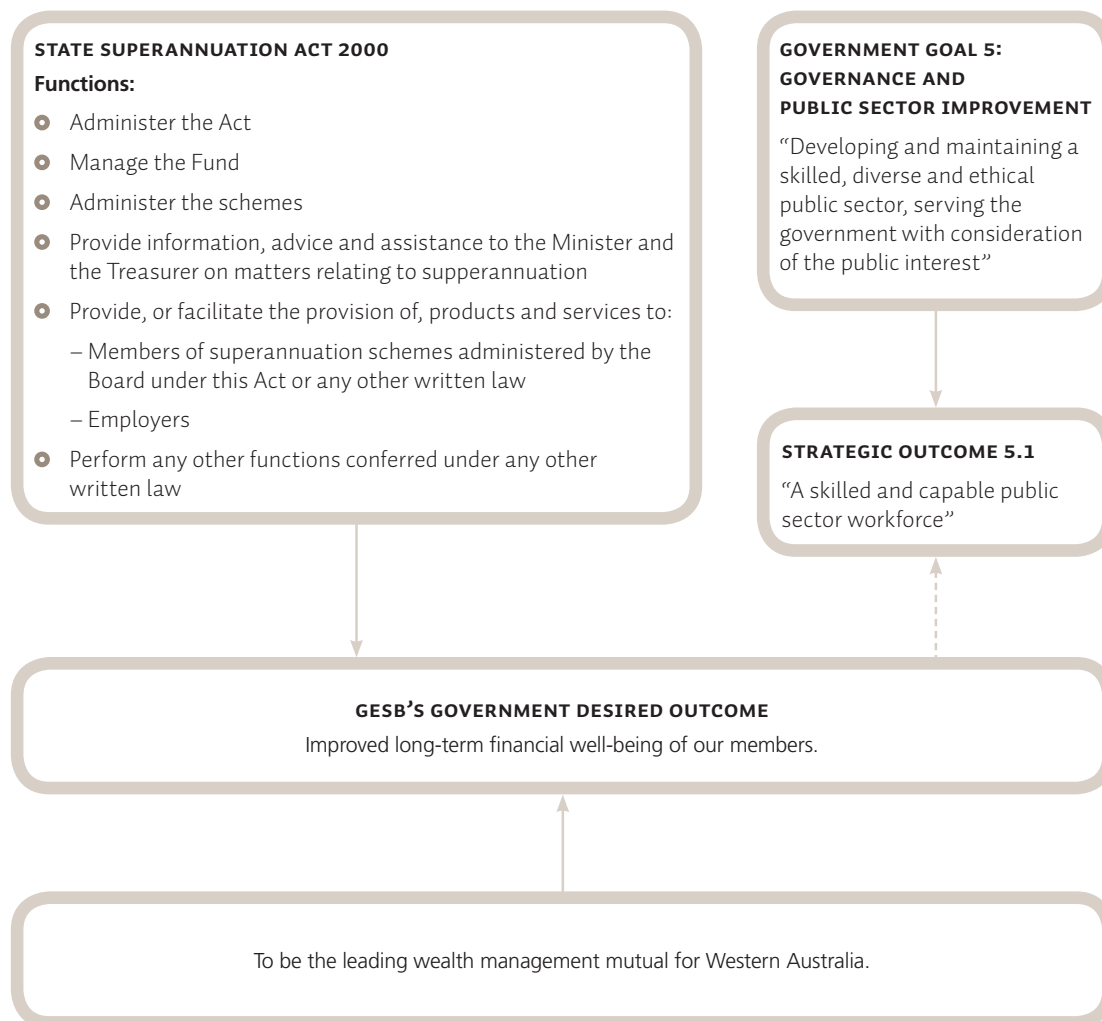 STATE SUPERANNUATION ACT 2000
Functions:
Administer the Act
Manage the Fund
Administer the schemes
Provide information, advice and assistance to the Minister and
the Treasurer on matters relating to supperannuation
Provide, or facilitate the provision of, products and services to:
– Members of superannuation schemes administered by the
Board under this Act or any other written law
– Employers
Perform any other functions conferred under any other
written law
GOVERNMENT GOAL 5:
GOVERNANCE AND
PUBLIC SECTOR IMPROVEMENT
“Developing and maintaining a
skilled, diverse and ethical
public sector, serving the
government with consideration
of the public interest”
STRATEGIC OUTCOME 5.1
“A skilled and capable public
sector workforce”
GESB’S GOVERNMENT DESIRED OUTCOME
Improved long-term financial well-being of our members.
To be the leading wealth management mutual for Western Australia.